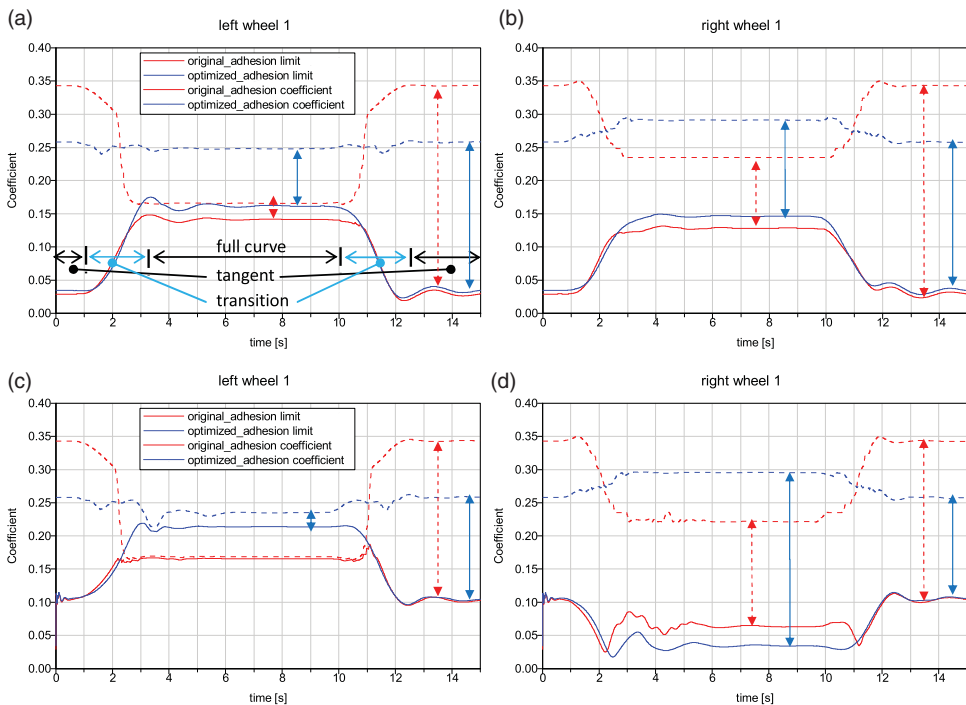 (a)
left wheel 1
0.40
0.35
0.30
0.25
0.20
0.15
0.10
0.05
0.00
Coefficient
original_adhesion limit
optimized_adhesion limit
original_adhesion coefficient
optimized_adhesion coefficient
full curve
tangent
transition
0 2 4 6 8 10 12 14
time [s]
(b)
right wheel 1
0.40
0.35
0.30
0.25
0.20
0.15
0.10
0.05
0.00
Coefficient
0 2 4 6 8 10 12 14
time [s]
(c)
left wheel 1
0.40
0.35
0.30
0.25
0.20
0.15
0.10
0.05
0.00
Coefficient
original_adhesion limit
optimized_adhesion limit
original_adhesion coefficient
optimized_adhesion coefficient
0 2 4 6 8 10 12 14
time [s]
(d)
right wheel 1
0.40
0.35
0.30
0.25
0.20
0.15
0.10
0.05
0.00
Coefficient
0 2 4 6 8 10 12 14
time [s]